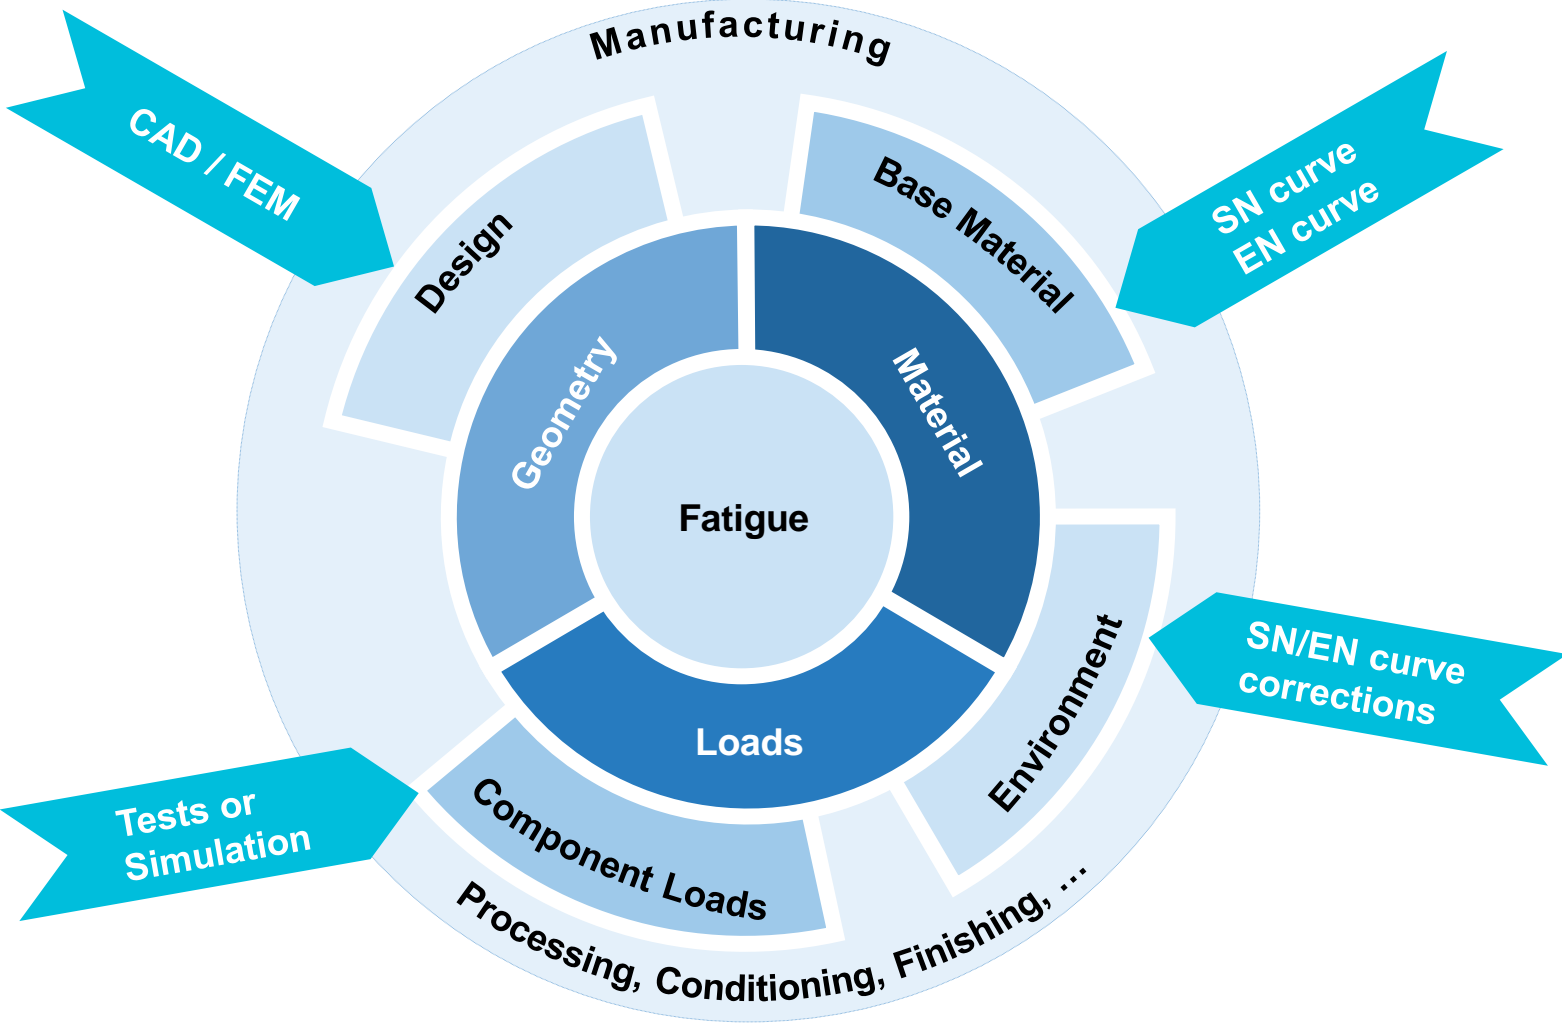 Manufacturing
CAD / FEM
SN curve
EN curve
Design
Base Material
Geometry
Material
Fatigue
Environment
SN/EN curve
corrections
Loads
Tests or
Simulation
Component Loads
Processing, Conditioning, Finishing, ...